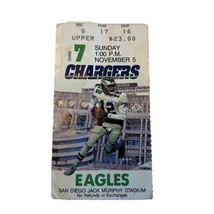 SEC ROW SEAT
6 17 16
UPPER $23.00
GAME 7
SUNDAY
1:00 P.M.
NOVEMBER 5
CHARGERS
EAGLES
SAN DIEGO JACK MURPHY STADIUM
No Refunds or Exchanges